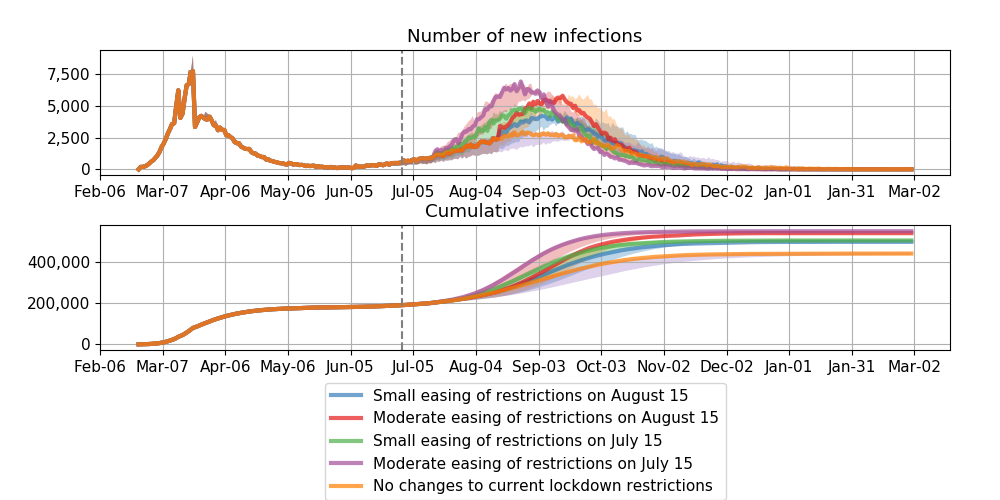 Number of new infections
7,500
5,000
2,500
0
Feb-06 Mar-07 Apr-06 May-06 Jun-05 Jul-05 Aug-04 Sep-03 Oct-03 Nov-02 Dec-02 Jan-01 Jan-31 Mar-02
Cumulative infections
400,000
200,000
0
Feb-06 Mar-07 Apr-06 May-06 Jun-05 Jul-05 Aug-04 Sep-03 Oct-03 Nov-02 Dec-02 Jan-01 Jan-31 Mar-02
Small easing of restrictions on August 15
Moderate easing of restrictions on August 15
Small easing of restrictions on July 15
Moderate easing of restrictions on July 15
No changes to current lockdown restrictions